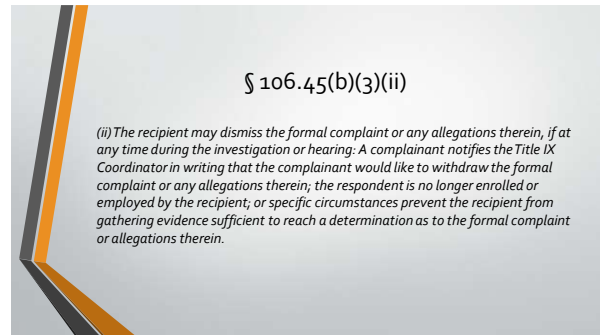 § 106.45(b)(3)(ii)
(ii) The recipient may dismiss the formal complaint or any allegations therein, if at
any time during the investigation or hearing: A complainant notifies the Title IX
Coordinator in writing that the complainant would like to withdraw the formal
complaint or any allegations therein; the respondent is no longer enrolled or
employed by the recipient; or specific circumstances prevent the recipient from
gathering evidence sufficient to reach a determination as to the formal complaint
or allegations therein.